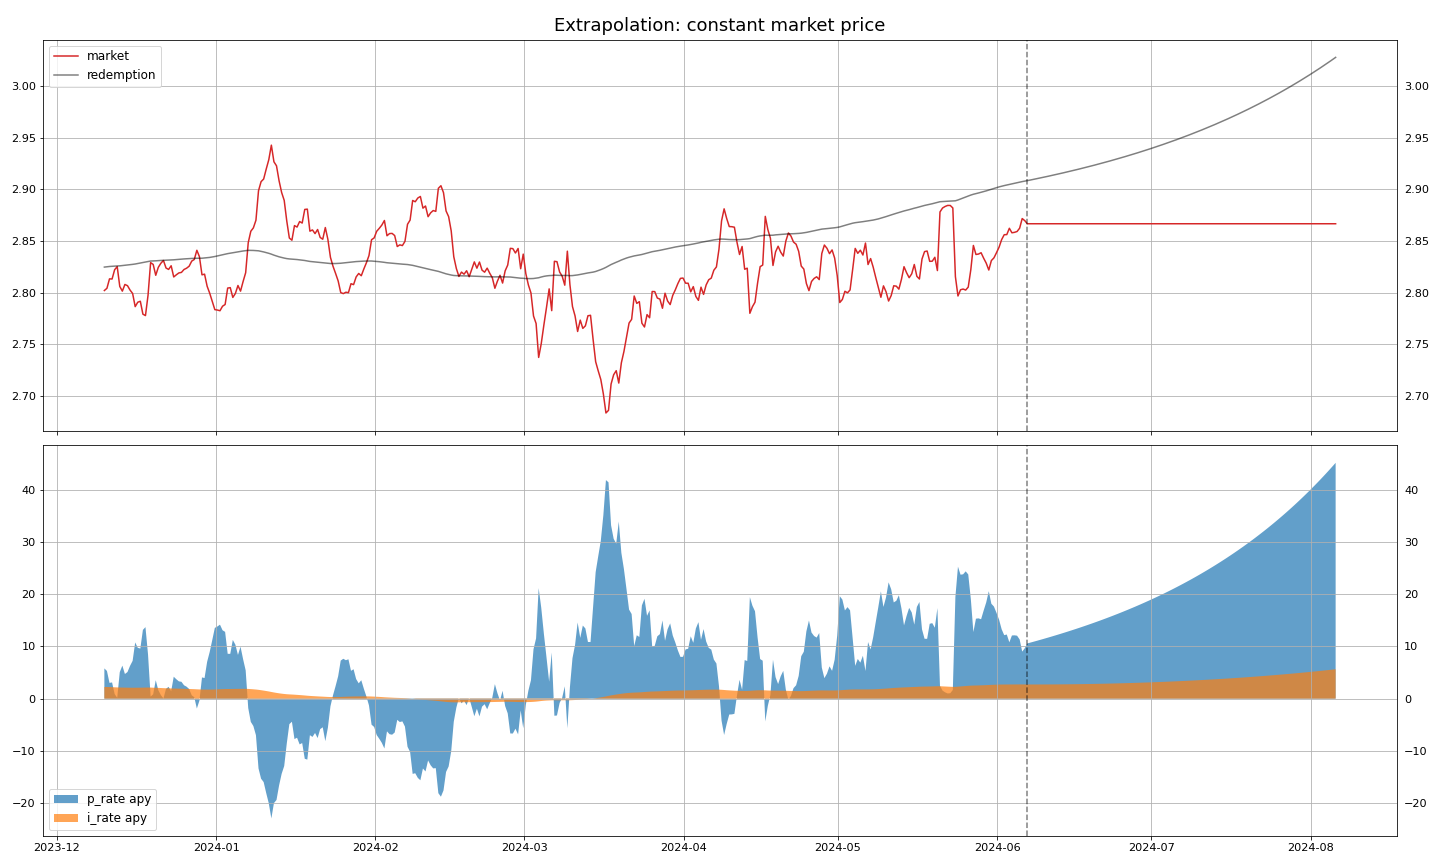 Extrapolation: constant market price
market
redemption
3.00 3.00
2.95 2.95
2.90 2.90
2.85 2.85
2.80 2.80
2.75 2.75
2.70 2.70
40 40
30 30
20 20
10 10
0 0
−10 −10
−20 −20
p_rate apy
i_rate apy
2023-12 2024-01 2024-02 2024-03 2024-04 2024-05 2024-06 2024-07 2024-08